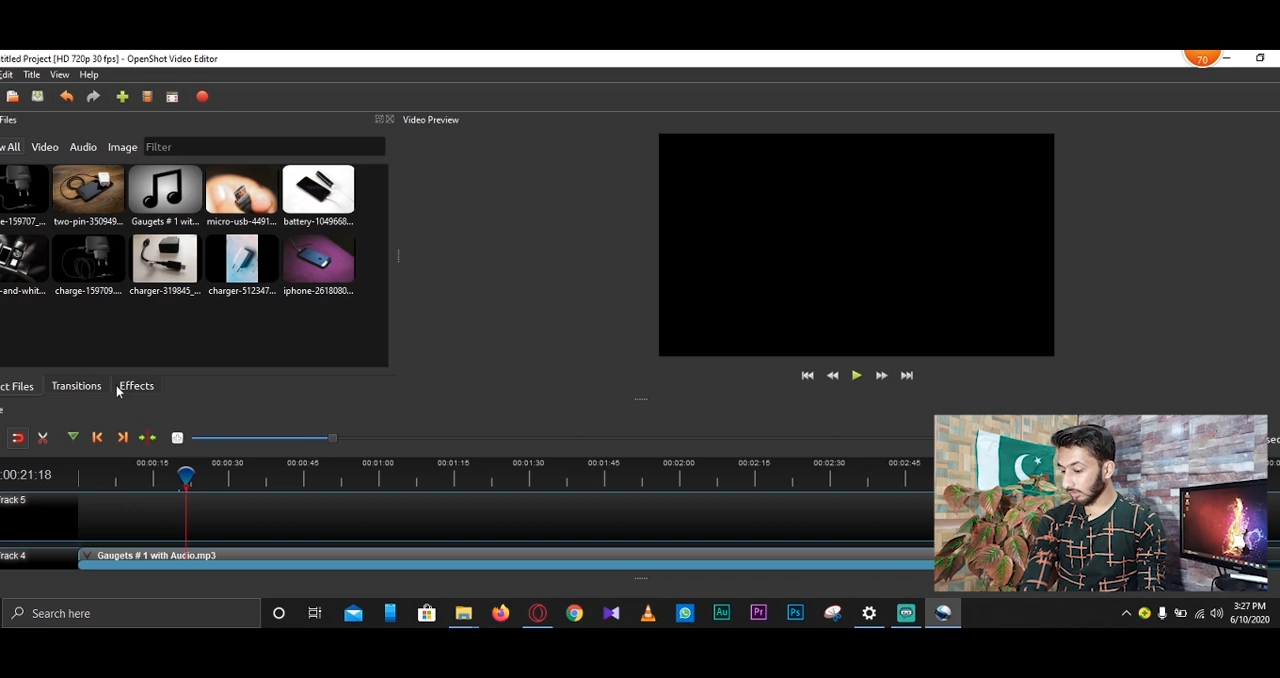 ntitled Project [HD 720p 30 fps] - OpenShot Video Editor
70
Edit Title View Help
Files
Video Preview
w All Video Audio Image Filter
e-159707_... two-pin-350949... Gaugets # 1 wit... micro-usb-4491... battery-1049668...
-and-whit... charge-159709.... charger-319845_... charger-512347... iphone-2618080...
ct Files Transitions Effects
e
sec
:00:21:18
00:00:15 00:00:30 00:00:45 00:01:00 00:01:15 00:01:30 00:01:45 00:02:00 00:02:15 00:02:30 00:02:45
rack 5
rack 4 Gaugets # 1 with Audio.mp3
Search here
Au Pr Ps
3:27 PM
6/10/2020